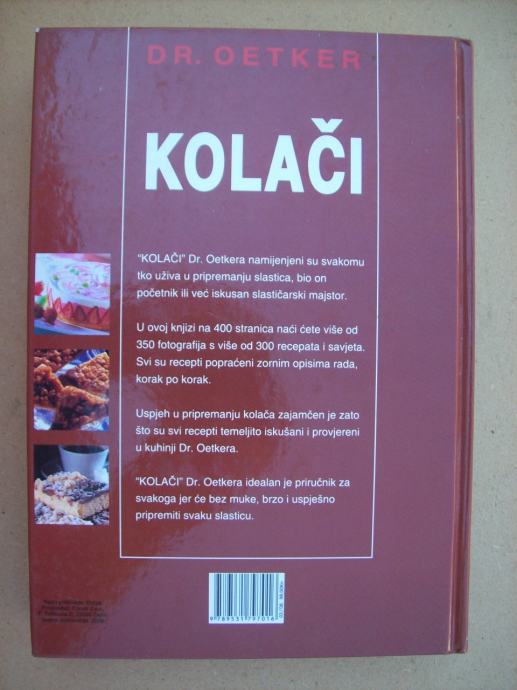 DR. OETKER
KOLAČI
"KOLAČI" Dr. Oetkera namijenjeni su svakomu
tko uživa u pripremanju slastica, bio on
početnik ili već iskusan slastičarski majstor.
U ovoj knjizi na 400 stranica naći ćete više od
350 fotografija s više od 300 recepata i savjeta.
Svi su recepti popraćeni zornim opisima rada,
korak po korak.
Uspjeh u pripremanju kolača zajamčen je zato
što su svi recepti temeljito iskušani i provjereni
u kuhinji Dr. Oetkera.
"KOLAČI" Dr. Oetkera idealan je priručnik za
svakoga jer će bez muke, brzo i uspješno
pripremiti svaku slasticu.
9 789531 797016